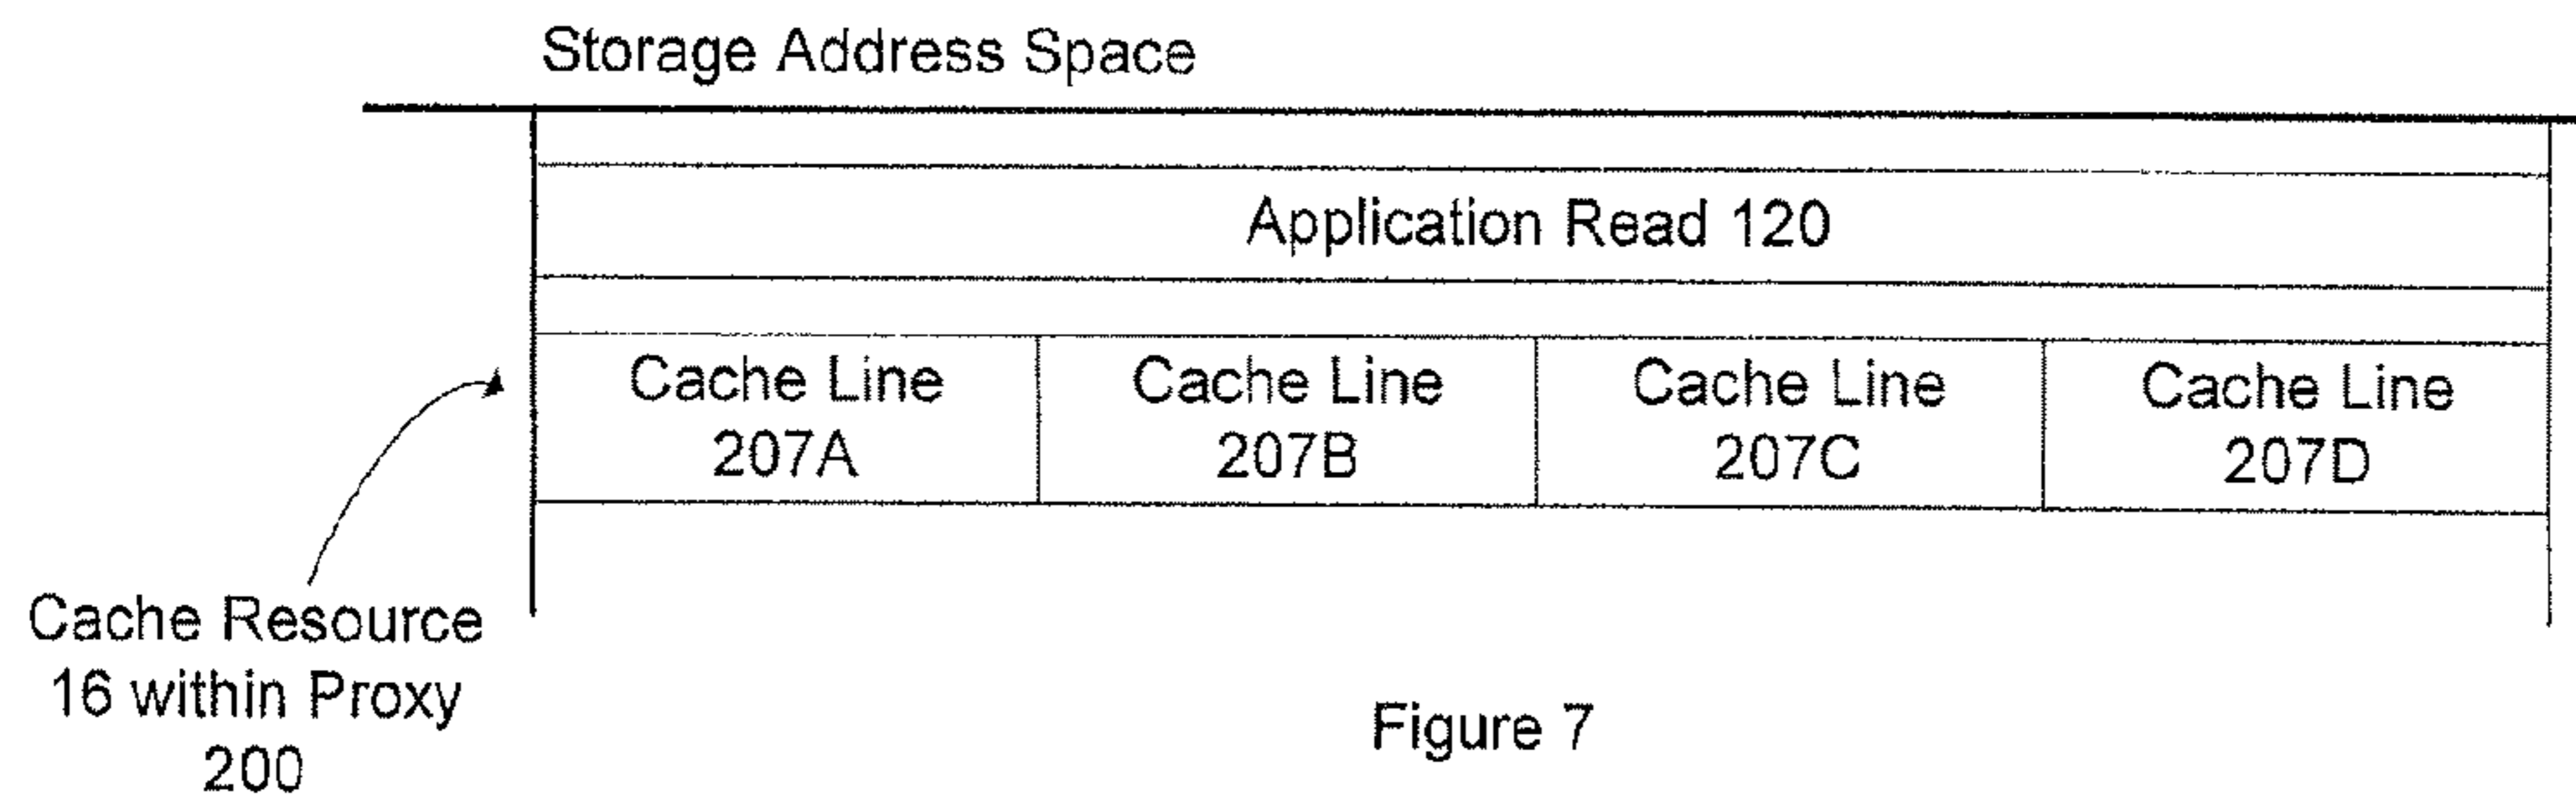 Storage Address Space
Application Read 120
Cache Line
207A
Cache Line
207B
Cache Line
207C
Cache Line
207D
Cache Resource
16 within Proxy
200
Figure 7